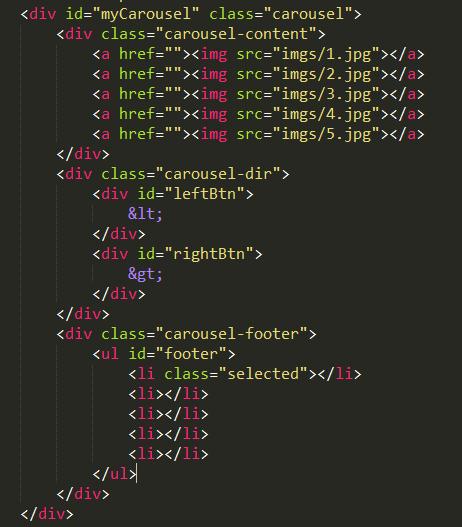 <div id="myCarousel" class="carousel">
    <div class="carousel-content">
        <a href=""><img src="imgs/1.jpg"></a>
        <a href=""><img src="imgs/2.jpg"></a>
        <a href=""><img src="imgs/3.jpg"></a>
        <a href=""><img src="imgs/4.jpg"></a>
        <a href=""><img src="imgs/5.jpg"></a>
    </div>
    <div class="carousel-dir">
        <div id="leftBtn">
            &lt;
        </div>
        <div id="rightBtn">
            &gt;
        </div>
    </div>
    <div class="carousel-footer">
        <ul id="footer">
            <li class="selected"></li>
            <li></li>
            <li></li>
            <li></li>
            <li></li>
        </ul>
    </div>
</div>